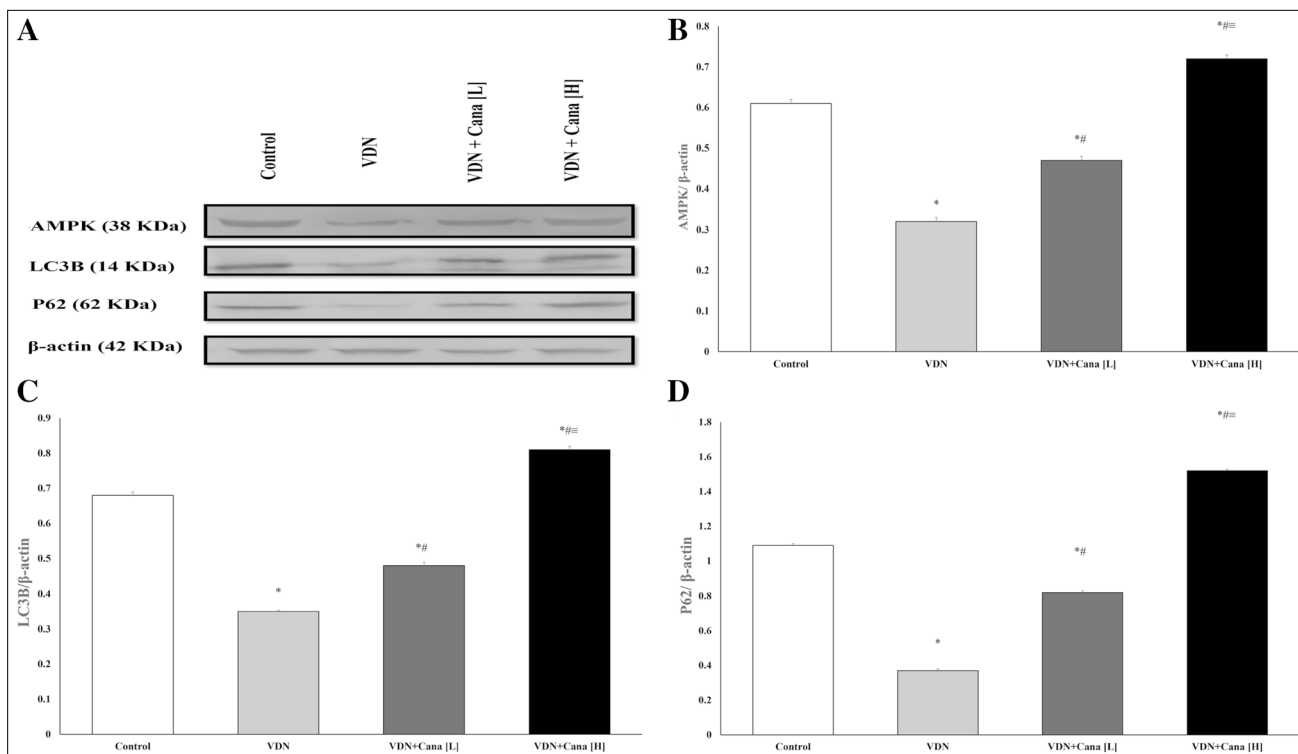 A
Control
VDN
VDN + Cana [L]
VDN + Cana [H]
AMPK (38 KDa)
LC3B (14 KDa)
P62 (62 KDa)
β-actin (42 KDa)
B
AMPK/ β-actin
0.8
0.7
0.6
0.5
0.4
0.3
0.2
0.1
0
*
*#
*#≡
Control
VDN
VDN+Cana [L]
VDN+Cana [H]
C
LC3B/β-actin
0.9
0.8
0.7
0.6
0.5
0.4
0.3
0.2
0.1
0
*
*#
*#≡
Control
VDN
VDN+Cana [L]
VDN+Cana [H]
D
P62/ β-actin
1.8
1.6
1.4
1.2
1
0.8
0.6
0.4
0.2
0
*
*#
*#≡
Control
VDN
VDN+Cana [L]
VDN+Cana [H]